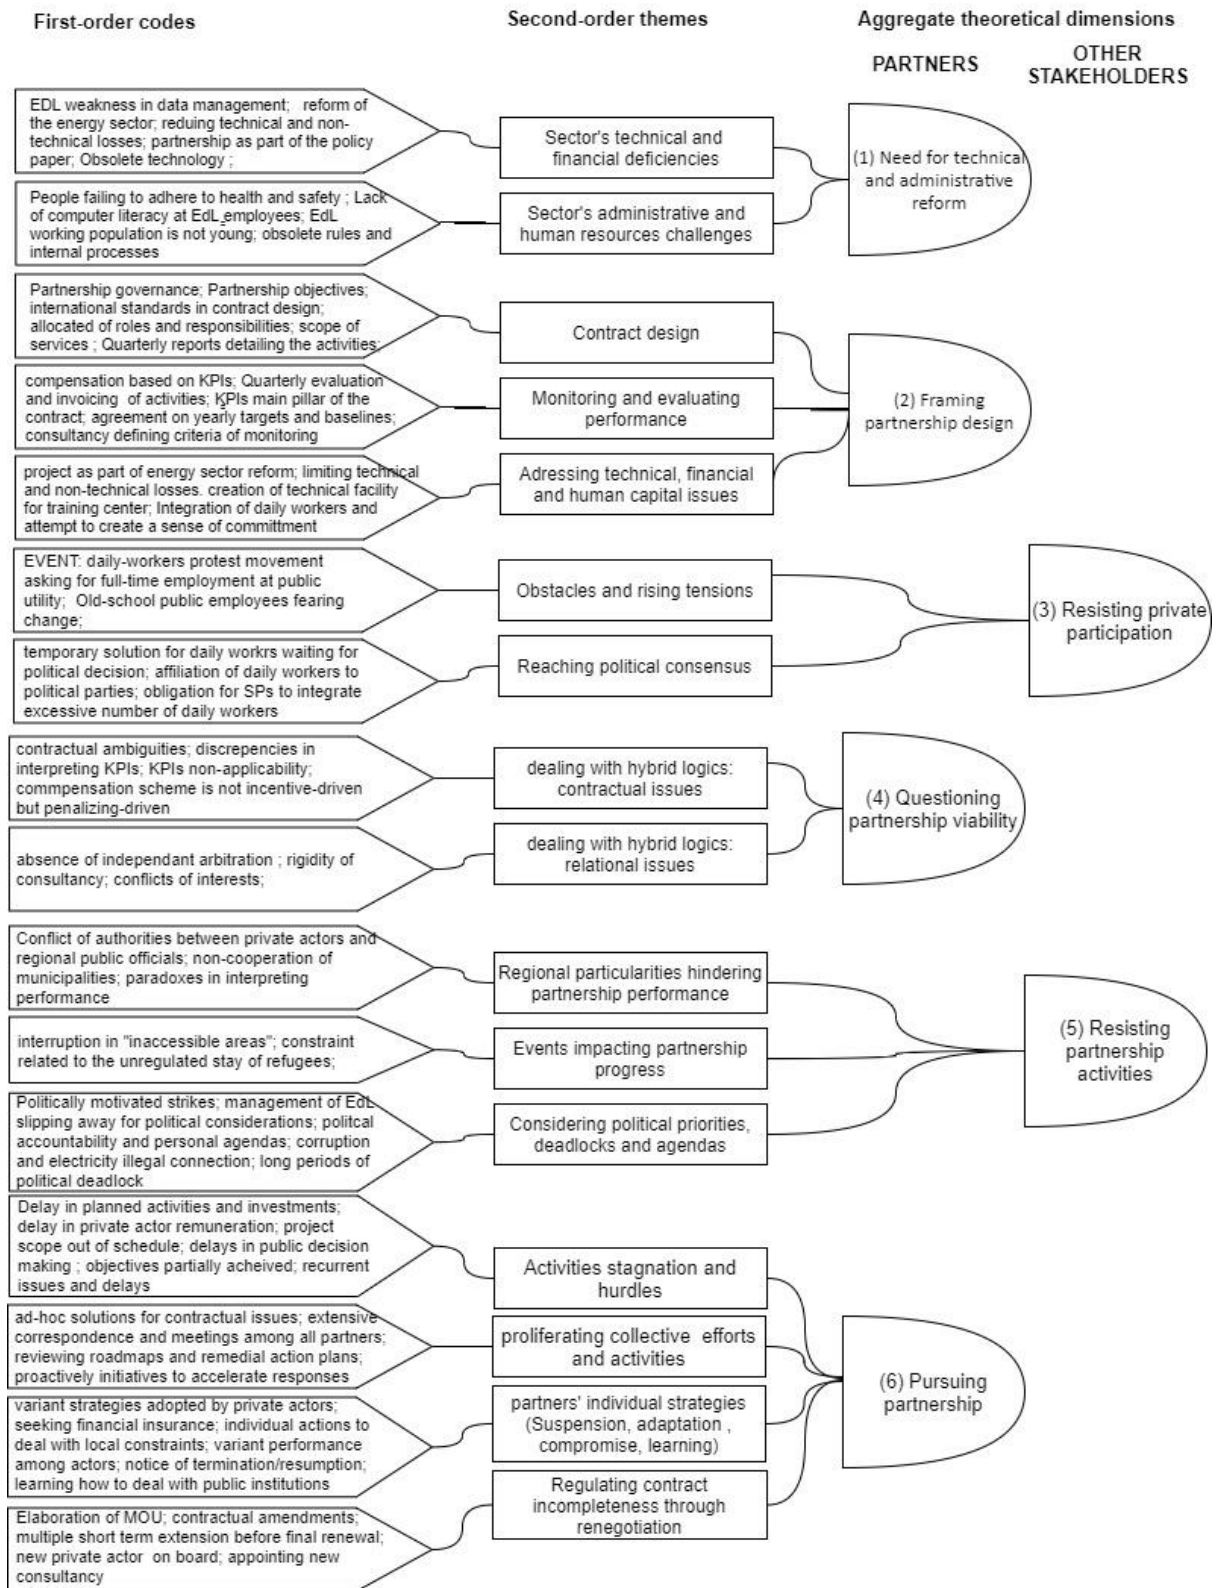 First-order codes
Second-order themes
Aggregate theoretical dimensions
PARTNERS
OTHER
STAKEHOLDERS
EDL weakness in data management; reform of
the energy sector; reduing technical and non-
technical losses; partnership as part of the policy
paper; Obsolete technology ;
Sector's technical and
financial deficiencies
(1) Need for technical
and administrative
reform
People failing to adhere to health and safety ; Lack
of computer literacy at EdL employees; EdL
working population is not young; obsolete rules and
internal processes
Sector's administrative and
human resources challenges
Partnership governance; Partnership objectives;
international standards in contract design;
allocated of roles and responsibilities; scope of
services ; Quarterly reports detailing the activities;
Contract design
compensation based on KPIs; Quarterly evaluation
and invoicing of activities; KPIs main pillar of the
contract; agreement on yearly targets and baselines;
consultancy defining criteria of monitoring
Monitoring and evaluating
performance
(2) Framing
partnership design
project as part of energy sector reform; limiting technical
and non-technical losses. creation of technical facility
for training center; Integration of daily workers and
attempt to create a sense of committment
Adressing technical, financial
and human capital issues
EVENT: daily-workers protest movement
asking for full-time employment at public
utility; Old-school public employees fearing
change;
Obstacles and rising tensions
(3) Resisting private
participation
temporary solution for daily workrs waiting for
political decision; affiliation of daily workers to
political parties; obligation for SPs to integrate
excessive number of daily workers
Reaching political consensus
contractual ambiguities; discrepencies in
interpreting KPIs; KPIs non-applicability;
commpensation scheme is not incentive-driven
but penalizing-driven
dealing with hybrid logics:
contractual issues
(4) Questioning
partnership viability
absence of independant arbitration ; rigidity of
consultancy; conflicts of interests;
dealing with hybrid logics:
relational issues
Conflict of authorities between private actors and
regional public officials; non-cooperation of
municipalities; paradoxes in interpreting
performance
Regional particularities hindering
partnership performance
interruption in "inaccessible areas"; constraint
related to the unregulated stay of refugees;
Events impacting partnership
progress
(5) Resisting
partnership
activities
Politically motivated strikes; management of EdL
slipping away for political considerations; politcal
accountability and personal agendas; corruption
and electricity illegal connection; long periods of
political deadlock
Considering political priorities,
deadlocks and agendas
Delay in planned activities and investments;
delay in private actor remuneration; project
scope out of schedule; delays in public decision
making ; objectives partially acheived; recurrent
issues and delays
Activities stagnation and
hurdles
ad-hoc solutions for contractual issues; extensive
correspondence and meetings among all partners;
reviewing roadmaps and remedial action plans;
proactively initiatives to accelerate responses
proliferating collective efforts
and activities
(6) Pursuing
partnership
variant strategies adopted by private actors;
seeking financial insurance; individual actions to
deal with local constraints; variant performance
among actors; notice of termination/resumption;
learning how to deal with public institutions
partners' individual strategies
(Suspension, adaptation ,
compromise, learning)
Elaboration of MOU; contractual amendments;
multiple short term extension before final renewal;
new private actor on board; appointing new
consultancy
Regulating contract
incompleteness through
renegotiation